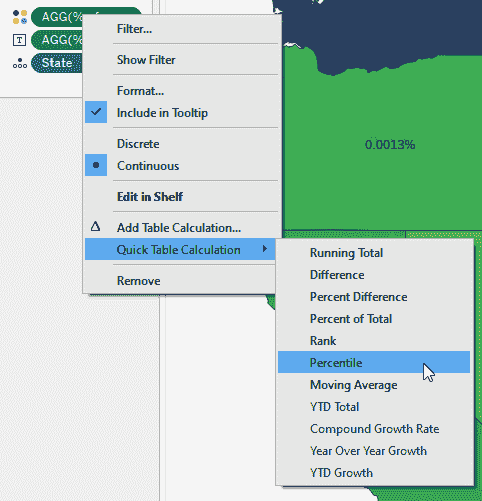 AGG(%
Filter...
AGG(%
Show Filter
State
Format...
Include in Tooltip
Discrete
0.0013%
Continuous
Edit in Shelf
Add Table Calculation...
Quick Table Calculation
Running Total
Difference
Remove
Percent Difference
Percent of Total
Rank
Percentile
Moving Average
YTD Total
Compound Growth Rate
Year Over Year Growth
YTD Growth